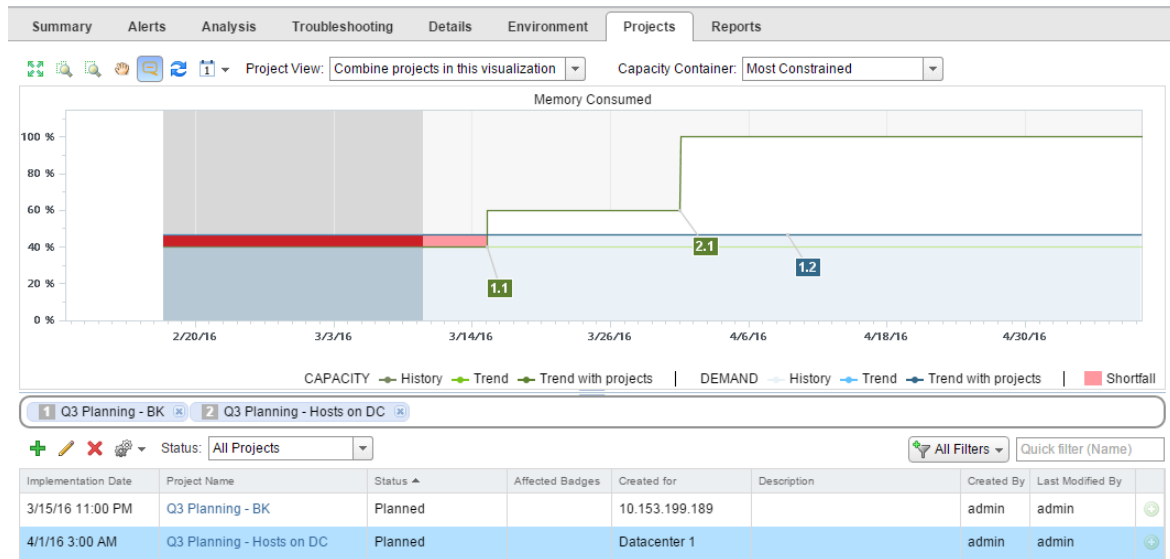 Summary Alerts Analysis Troubleshooting Details Environment Projects Reports
1 Project View: Combine projects in this visualization Capacity Container: Most Constrained
Memory Consumed
100 %
80 %
60 %
40 %
20 %
0 %
2.1
1.2
1.1
2/20/16 3/3/16 3/14/16 3/26/16 4/6/16 4/18/16 4/30/16
CAPACITY History Trend Trend with projects | DEMAND History Trend Trend with projects | Shortfall
1 Q3 Planning - BK 2 Q3 Planning - Hosts on DC
Status: All Projects All Filters Quick filter (Name)
Implementation Date Project Name Status Affected Badges Created for Description Created By Last Modified By
3/15/16 11:00 PM Q3 Planning - BK Planned 10.153.199.189 admin admin
4/1/16 3:00 AM Q3 Planning - Hosts on DC Planned Datacenter 1 admin admin